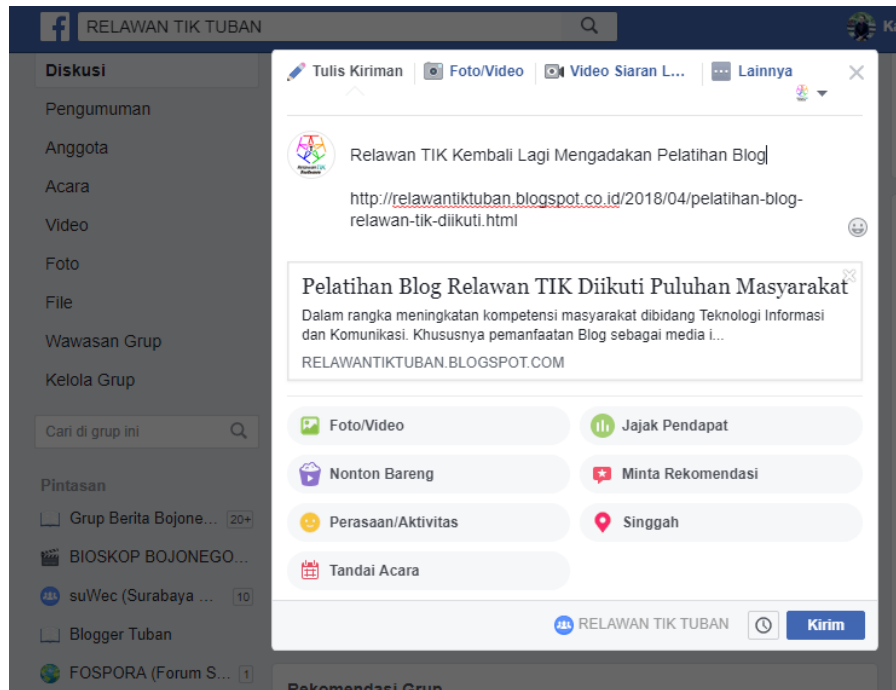 RELAWAN TIK TUBAN
Ka
Diskusi
Pengumuman
Anggota
Acara
Video
Foto
File
Wawasan Grup
Kelola Grup
Cari di grup ini
Pintasan
Grup Berita Bojone... 20+
BIOSKOP BOJONEGO...
suWec (Surabaya ... 10
Blogger Tuban
FOSPORA (Forum S... 1
Tulis Kiriman Foto/Video Video Siaran L... Lainnya
Relawan TIK Kembali Lagi Mengadakan Pelatihan Blog
http://relawantiktuban.blogspot.co.id/2018/04/pelatihan-blog-
relawan-tik-diikuti.html
Pelatihan Blog Relawan TIK Diikuti Puluhan Masyarakat
Dalam rangka meningkatan kompetensi masyarakat dibidang Teknologi Informasi
dan Komunikasi. Khususnya pemanfaatan Blog sebagai media i...
RELAWANTIKTUBAN.BLOGSPOT.COM
Foto/Video Jajak Pendapat
Nonton Bareng Minta Rekomendasi
Perasaan/Aktivitas Singgah
Tandai Acara
RELAWAN TIK TUBAN Kirim
Rekomendasi Grup